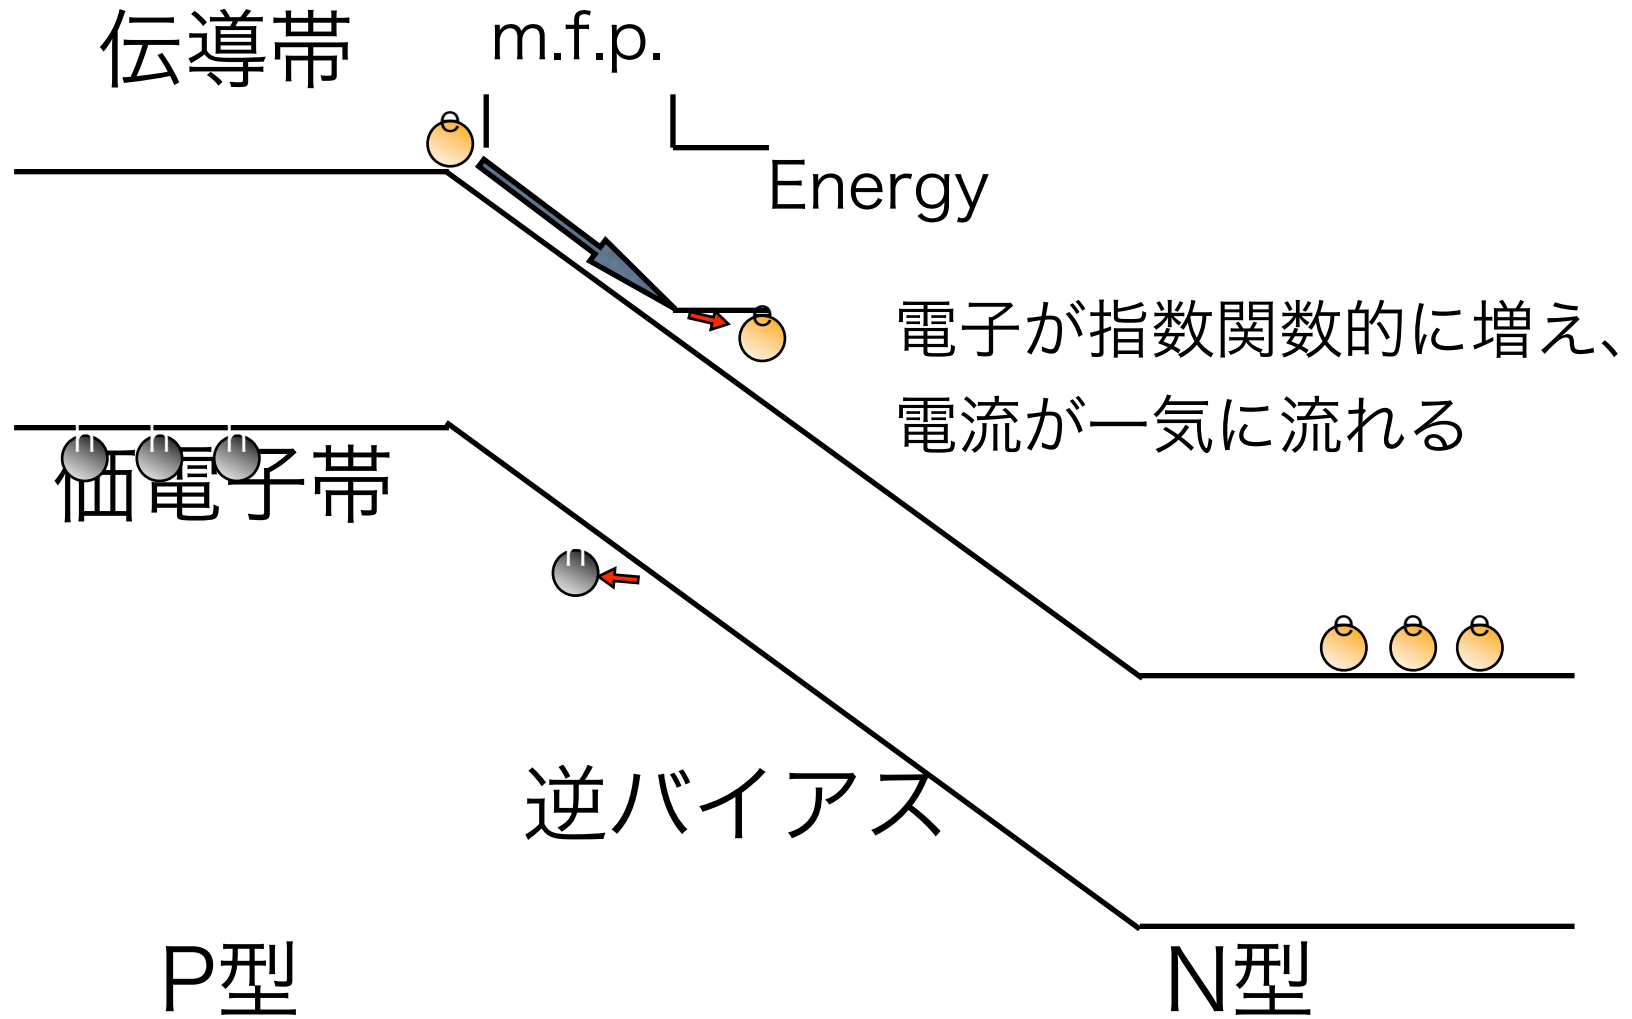 伝導帯
m.f.p.
Energy
電子が指数関数的に増え、
電流が一気に流れる
価電子帯
逆バイアス
P型
N型